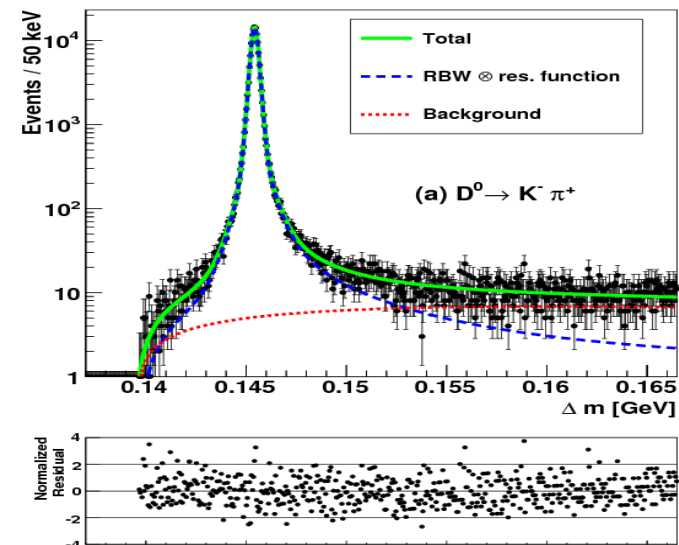 Events / 50 keV
10⁴
10³
10²
10
1
Total
RBW ⊗ res. function
Background
(a) D⁰→ K⁻ π⁺
0.14 0.145 0.15 0.155 0.16 0.165
Δ m [GeV]
Normalized
Residual
4
2
0
-2
-4